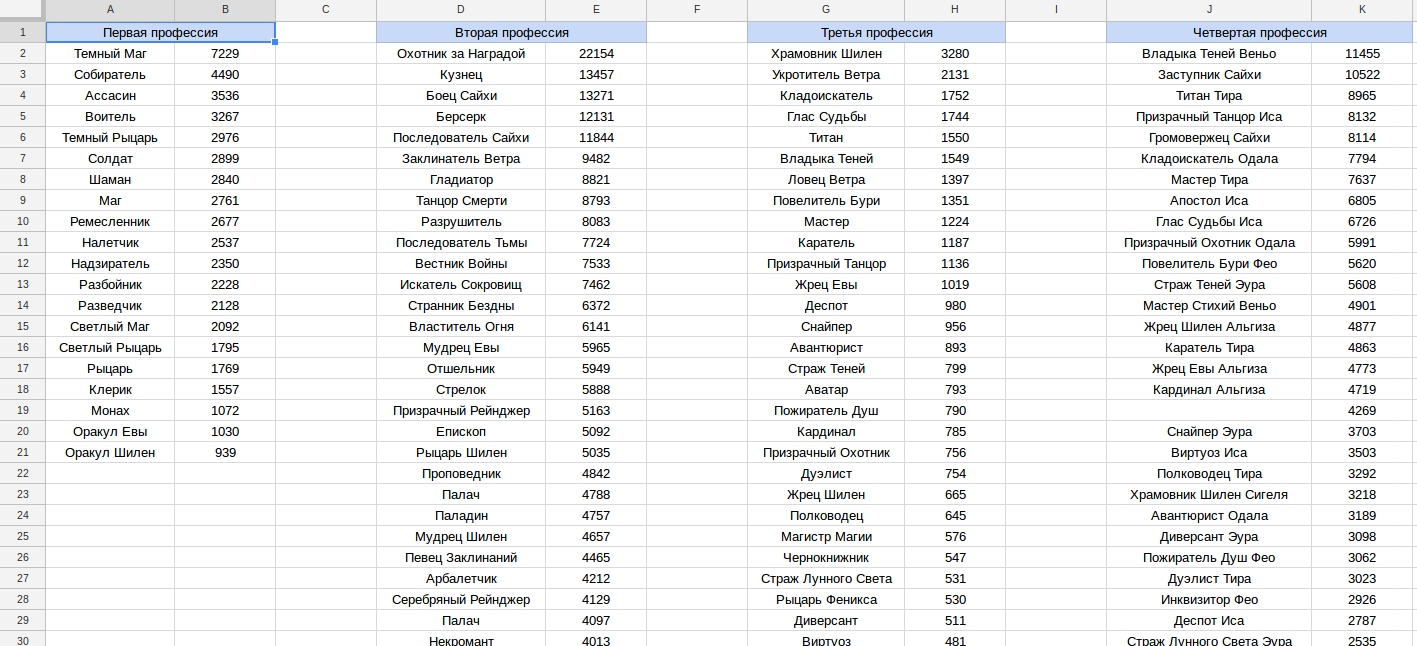 A B C D E F G H I J K
1 Первая профессия Вторая профессия Третья профессия Четвертая профессия
2 Темный Маг 7229 Охотник за Наградой 22154 Храмовник Шилен 3280 Владыка Теней Веньо 11455
3 Собиратель 4490 Кузнец 13457 Укротитель Ветра 2131 Заступник Сайхи 10522
4 Ассасин 3536 Боец Сайхи 13271 Кладоискатель 1752 Титан Тира 8965
5 Воитель 3267 Берсерк 12131 Глас Судьбы 1744 Призрачный Танцор Иса 8132
6 Темный Рыцарь 2976 Последователь Сайхи 11844 Титан 1550 Громовержец Сайхи 8114
7 Солдат 2899 Заклинатель Ветра 9482 Владыка Теней 1549 Кладоискатель Одала 7794
8 Шаман 2840 Гладиатор 8821 Ловец Ветра 1397 Мастер Тира 7637
9 Маг 2761 Танцор Смерти 8793 Повелитель Бури 1351 Апостол Иса 6805
10 Ремесленник 2677 Разрушитель 8083 Мастер 1224 Глас Судьбы Иса 6726
11 Налетчик 2537 Последователь Тьмы 7724 Каратель 1187 Призрачный Охотник Одала 5991
12 Надзиратель 2350 Вестник Войны 7533 Призрачный Танцор 1136 Повелитель Бури Фео 5620
13 Разбойник 2228 Искатель Сокровищ 7462 Жрец Евы 1019 Страж Теней Эура 5608
14 Разведчик 2128 Странник Бездны 6372 Деспот 980 Мастер Стихий Веньо 4901
15 Светлый Маг 2092 Властитель Огня 6141 Снайпер 956 Жрец Шилен Альгиза 4877
16 Светлый Рыцарь 1795 Мудрец Евы 5965 Авантюрист 893 Каратель Тира 4863
17 Рыцарь 1769 Отшельник 5949 Страж Теней 799 Жрец Евы Альгиза 4773
18 Клерик 1557 Стрелок 5888 Аватар 793 Кардинал Альгиза 4719
19 Монах 1072 Призрачный Рейнджер 5163 Пожиратель Душ 790 4269
20 Оракул Евы 1030 Епископ 5092 Кардинал 785 Снайпер Эура 3703
21 Оракул Шилен 939 Рыцарь Шилен 5035 Призрачный Охотник 756 Виртуоз Иса 3503
22 Проповедник 4842 Дуэлист 754 Полководец Тира 3292
23 Палач 4788 Жрец Шилен 665 Храмовник Шилен Сигеля 3218
24 Паладин 4757 Полководец 645 Авантюрист Одала 3189
25 Мудрец Шилен 4657 Магистр Магии 576 Диверсант Эура 3098
26 Певец Заклинаний 4465 Чернокнижник 547 Пожиратель Душ Фео 3062
27 Арбалетчик 4212 Страж Лунного Света 531 Дуэлист Тира 3023
28 Серебряный Рейнджер 4129 Рыцарь Феникса 530 Инквизитор Фео 2926
29 Палач 4097 Диверсант 511 Деспот Иса 2787
30 Некромант 4013 Виртуоз 481 Страж Лунного Света Эура 2535